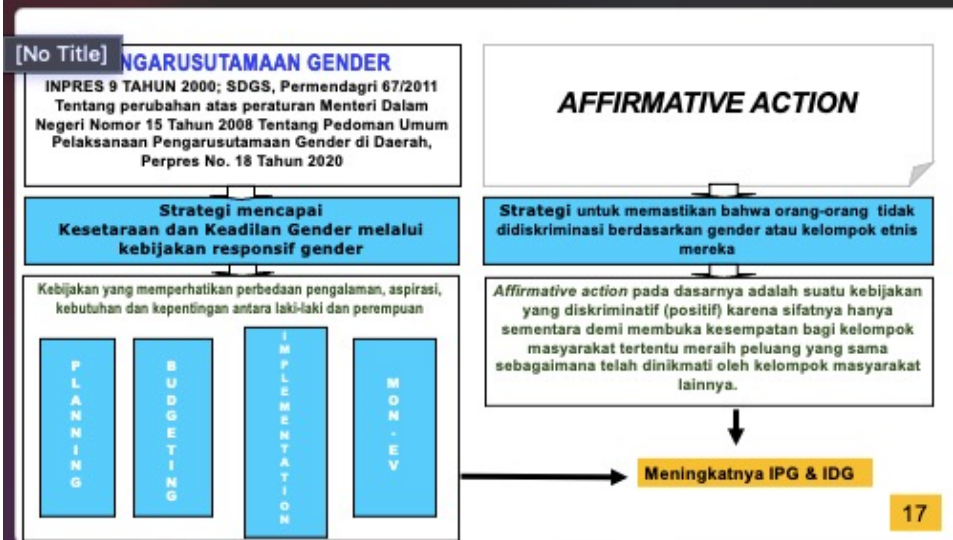 [No Title]
NGARUSUTAMAAN GENDER
INPRES 9 TAHUN 2000; SDGS, Permendagri 67/2011
Tentang perubahan atas peraturan Menteri Dalam
Negeri Nomor 15 Tahun 2008 Tentang Pedoman Umum
Pelaksanaan Pengarusutamaan Gender di Daerah,
Perpres No. 18 Tahun 2020
Strategi mencapai
Kesetaraan dan Keadilan Gender melalui
kebijakan responsif gender
Kebijakan yang memperhatikan perbedaan pengalaman, aspirasi,
kebutuhan dan kepentingan antara laki-laki dan perempuan
PLANNING
BUDGETING
IMPLEMENTATION
MON-EV
AFFIRMATIVE ACTION
Strategi untuk memastikan bahwa orang-orang tidak
didiskriminasi berdasarkan gender atau kelompok etnis
mereka
Affirmative action pada dasarnya adalah suatu kebijakan
yang diskriminatif (positif) karena sifatnya hanya
sementara demi membuka kesempatan bagi kelompok
masyarakat tertentu meraih peluang yang sama
sebagaimana telah dinikmati oleh kelompok masyarakat
lainnya.
Meningkatnya IPG & IDG
17